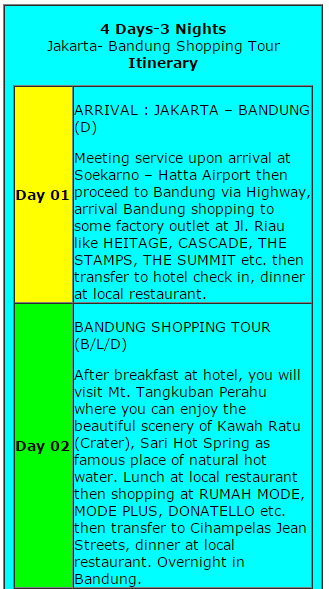 4 Days-3 Nights
Jakarta- Bandung Shopping Tour
Itinerary
Day 01
ARRIVAL : JAKARTA – BANDUNG
(D)
Meeting service upon arrival at
Soekarno – Hatta Airport then
proceed to Bandung via Highway,
arrival Bandung shopping to
some factory outlet at Jl. Riau
like HEITAGE, CASCADE, THE
STAMPS, THE SUMMIT etc. then
transfer to hotel check in, dinner
at local restaurant.
Day 02
BANDUNG SHOPPING TOUR
(B/L/D)
After breakfast at hotel, you will
visit Mt. Tangkuban Perahu
where you can enjoy the
beautiful scenery of Kawah Ratu
(Crater), Sari Hot Spring as
famous place of natural hot
water. Lunch at local restaurant
then shopping at RUMAH MODE,
MODE PLUS, DONATELLO etc.
then transfer to Cihampelas Jean
Streets, dinner at local
restaurant. Overnight in
Bandung.